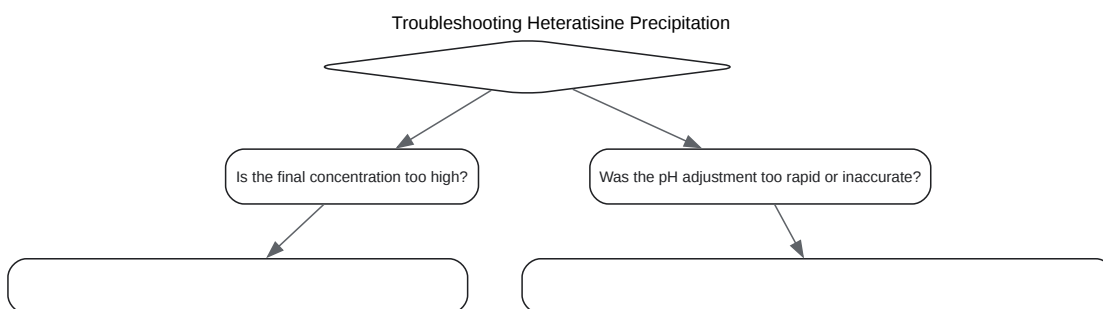 Troubleshooting Heteratisine Precipitation
Is the final concentration too high?
Was the pH adjustment too rapid or inaccurate?